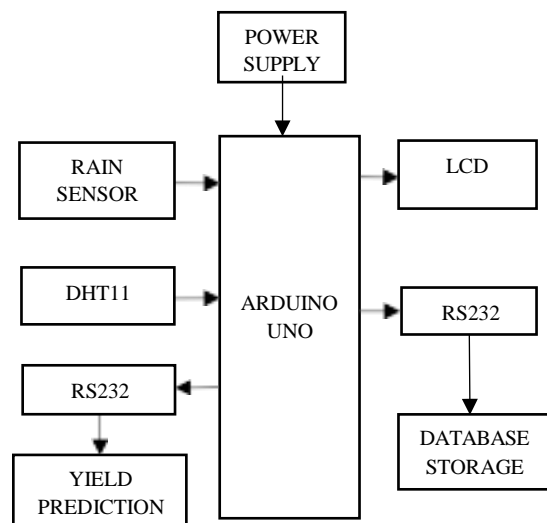 POWER
SUPPLY
RAIN
SENSOR
LCD
DHT11
ARDUINO
UNO
RS232
RS232
YIELD
PREDICTION
DATABASE
STORAGE